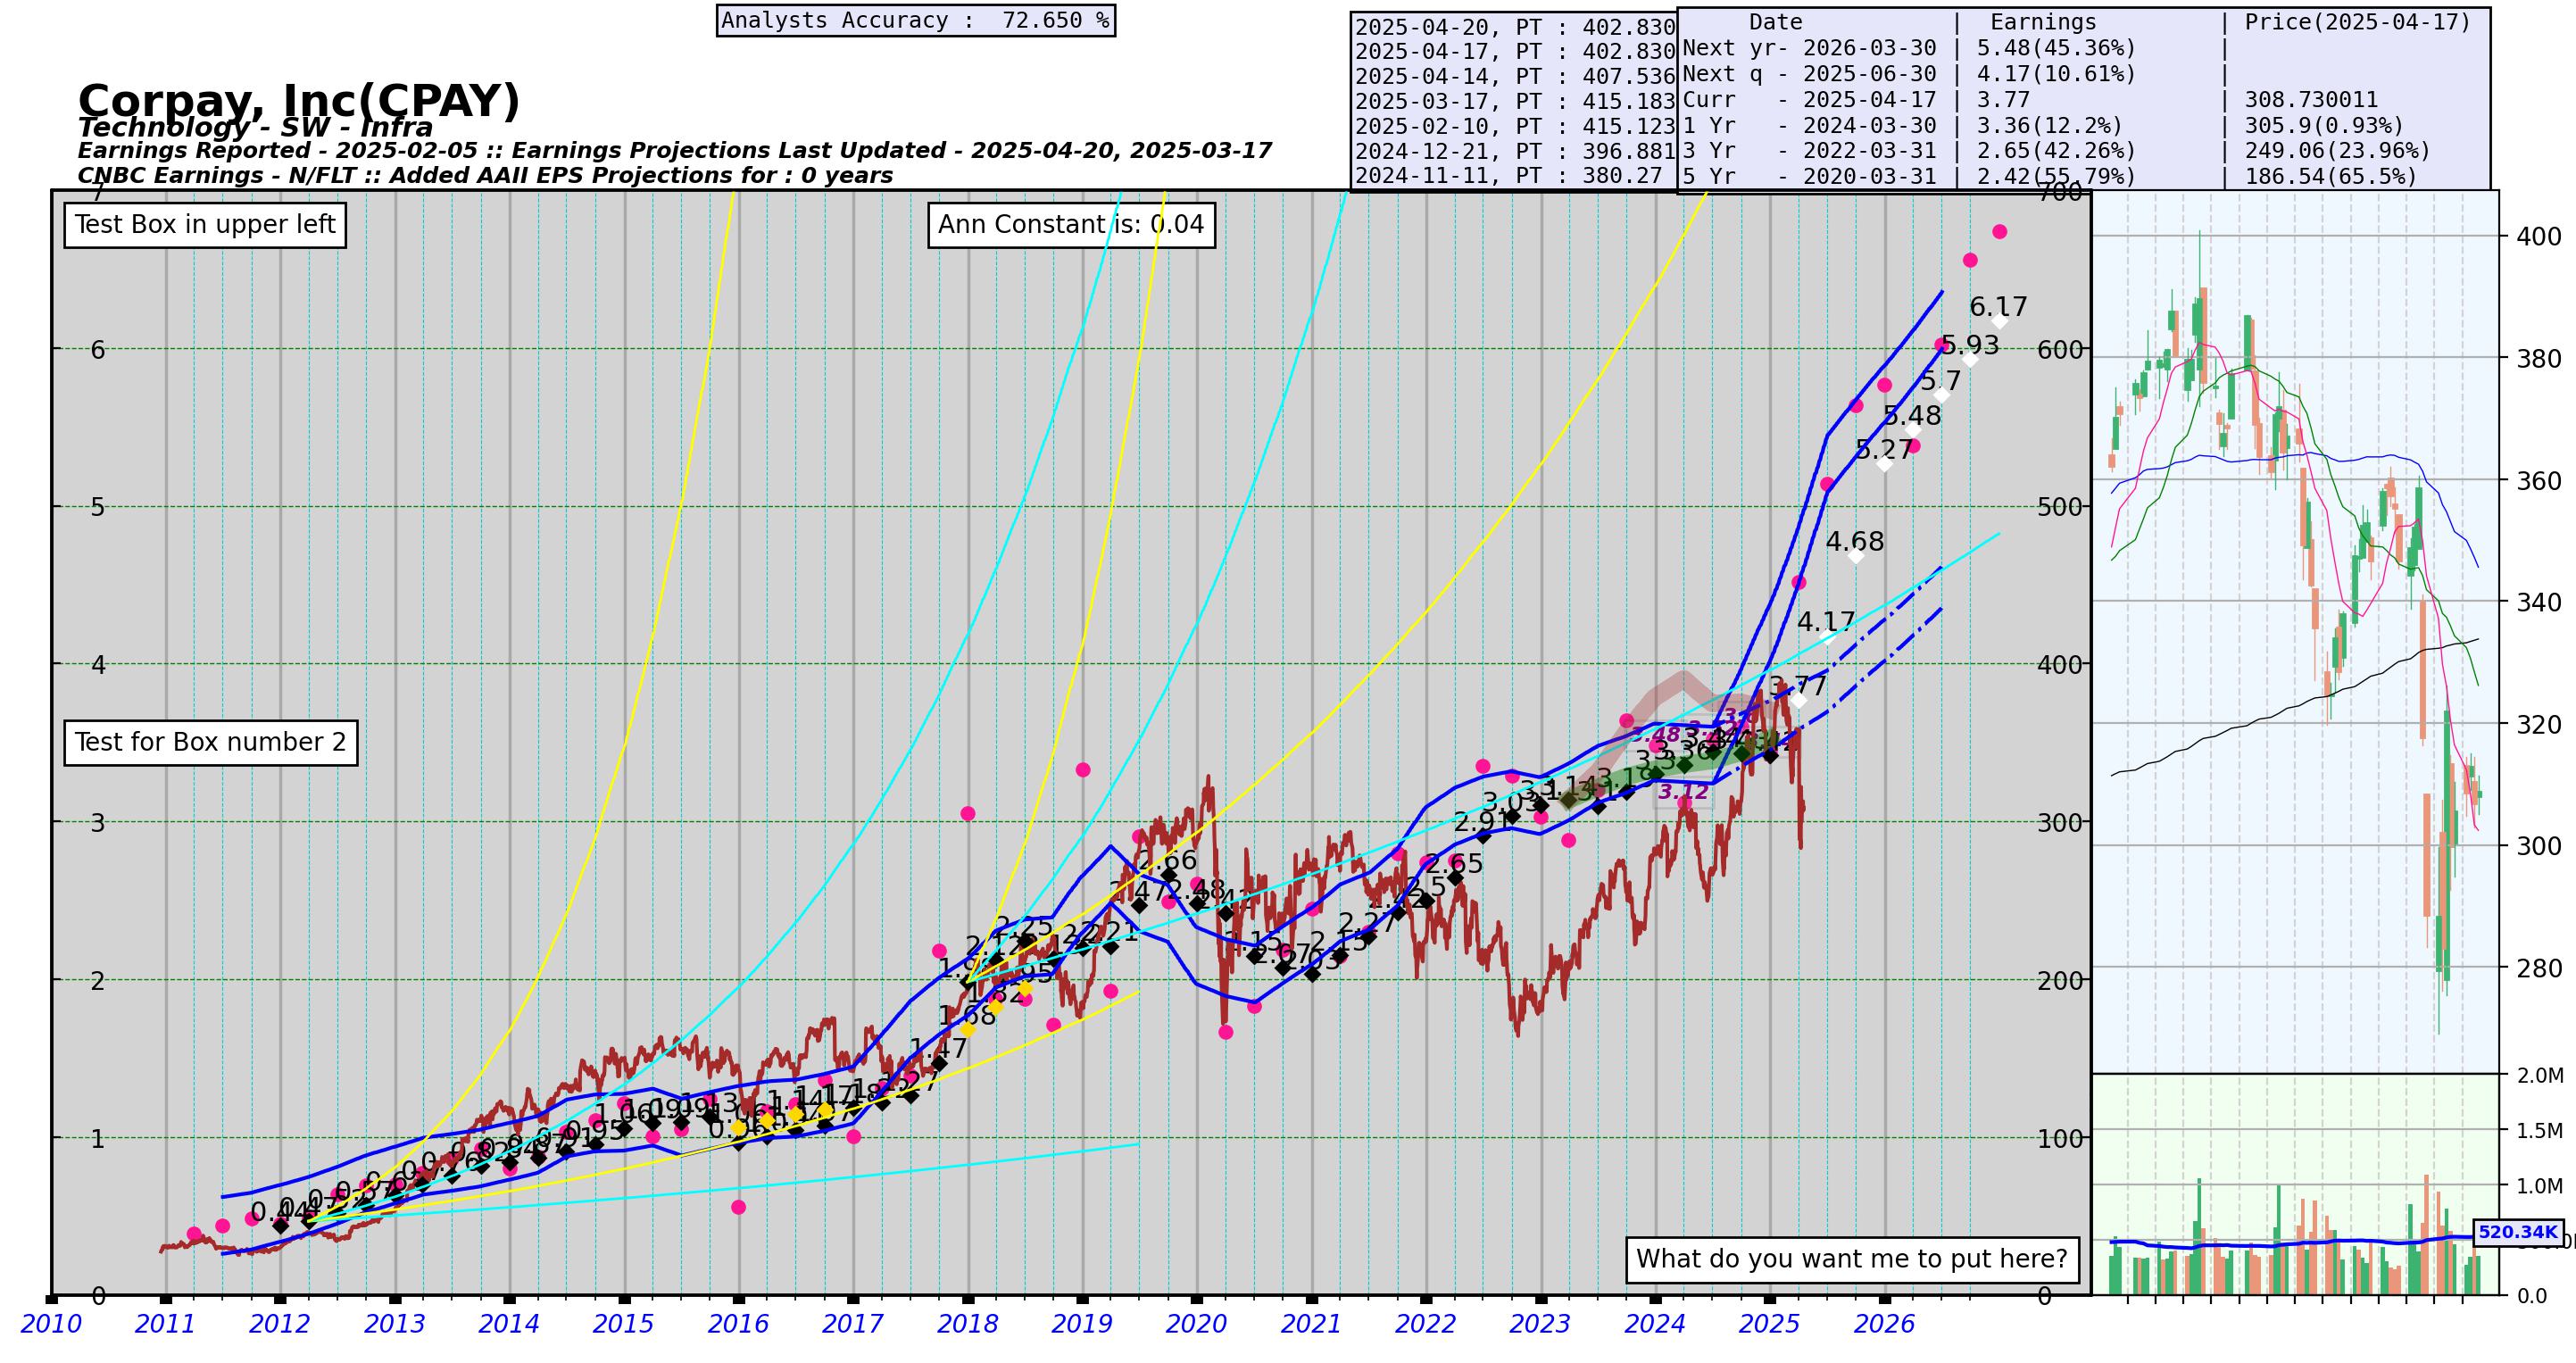 Analysts Accuracy :  72.650 %
2025-04-20, PT : 402.830
2025-04-17, PT : 402.830
2025-04-14, PT : 407.536
2025-03-17, PT : 415.183
2025-02-10, PT : 415.123
2024-12-21, PT : 396.881
2024-11-11, PT : 380.27
Date | Earnings | Price(2025-04-17)
Next yr- 2026-03-30 | 5.48(45.36%) |
Next q - 2025-06-30 | 4.17(10.61%) |
Curr   - 2025-04-17 | 3.77 | 308.730011
1 Yr   - 2024-03-30 | 3.36(12.2%) | 305.9(0.93%)
3 Yr   - 2022-03-31 | 2.65(42.26%) | 249.06(23.96%)
5 Yr   - 2020-03-31 | 2.42(55.79%) | 186.54(65.5%)
Corpay, Inc(CPAY)
Technology - SW - Infra
Earnings Reported - 2025-02-05 :: Earnings Projections Last Updated - 2025-04-20, 2025-03-17
CNBC Earnings - N/FLT :: Added AAII EPS Projections for : 0 years
Test Box in upper left
Ann Constant is: 0.04
Test for Box number 2
What do you want me to put here?
7
6
5
4
3
2
1
0
700
600
500
400
300
200
100
0
6.17
5.93
5.7
5.48
5.27
4.68
4.17
3.77
3.12
2.91
2.65
2.66
2.25
2.21
1.82
1.68
1.47
400
380
360
340
320
300
280
2.0M
1.5M
1.0M
520.34K
0.0
2010 2011 2012 2013 2014 2015 2016 2017 2018 2019 2020 2021 2022 2023 2024 2025 2026